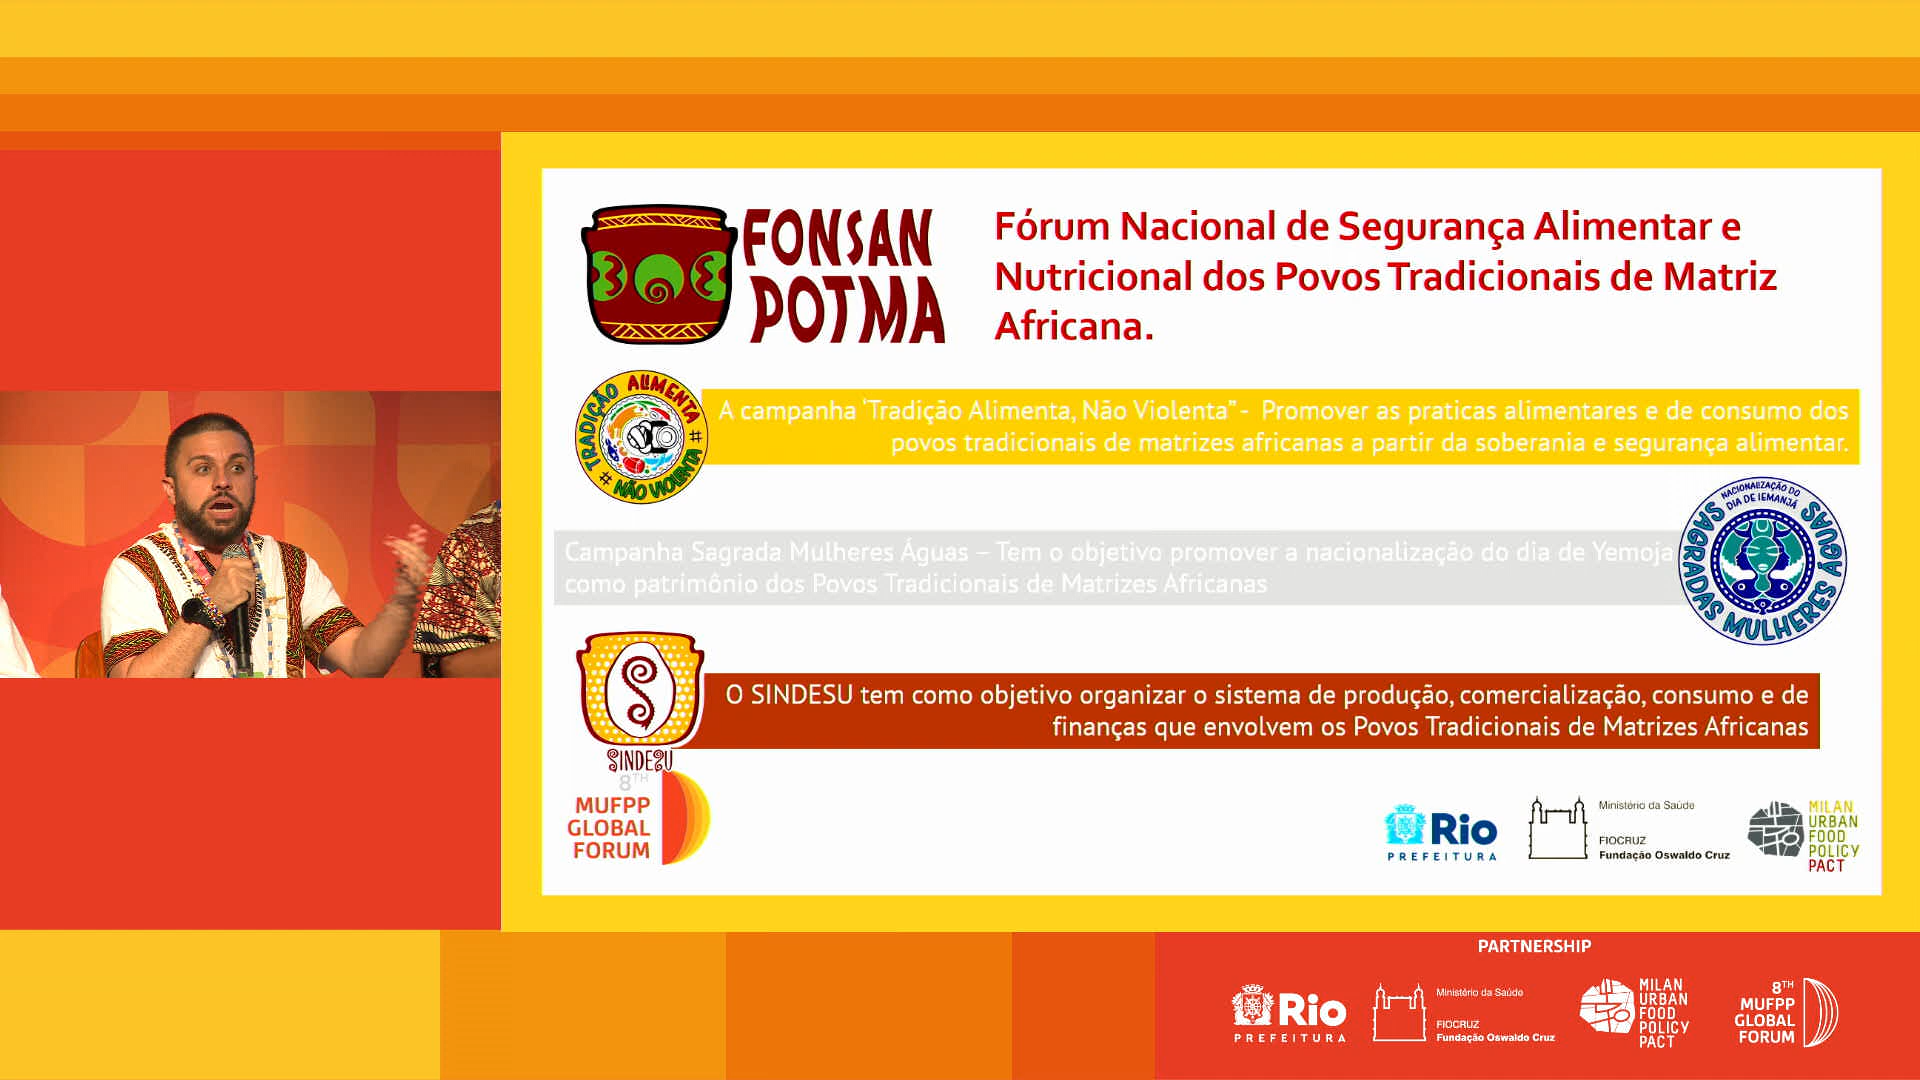 FONSAN
POTMA
Fórum Nacional de Segurança Alimentar e
Nutricional dos Povos Tradicionais de Matriz
Africana.
TRADIÇÃO ALIMENTA
# NÃO VIOLENTA #
A campanha ‘Tradição Alimenta, Não Violenta” - Promover as praticas alimentares e de consumo dos
povos tradicionais de matrizes africanas a partir da soberania e segurança alimentar.
Campanha Sagrada Mulheres Águas – Tem o objetivo promover a nacionalização do dia de Yemoja
como patrimônio dos Povos Tradicionais de Matrizes Africanas
NACIONALIZAÇÃO DO
DIA DE IEMANJÁ
SAGRADAS MULHERES ÁGUAS
SINDESU
O SINDESU tem como objetivo organizar o sistema de produção, comercialização, consumo e de
finanças que envolvem os Povos Tradicionais de Matrizes Africanas
8TH
MUFPP
GLOBAL
FORUM
Rio
PREFEITURA
Ministério da Saúde
FIOCRUZ
Fundação Oswaldo Cruz
MILAN
URBAN
FOOD
POLICY
PACT
PARTNERSHIP
Rio
PREFEITURA
Ministério da Saúde
FIOCRUZ
Fundação Oswaldo Cruz
MILAN
URBAN
FOOD
POLICY
PACT
8TH
MUFPP
GLOBAL
FORUM